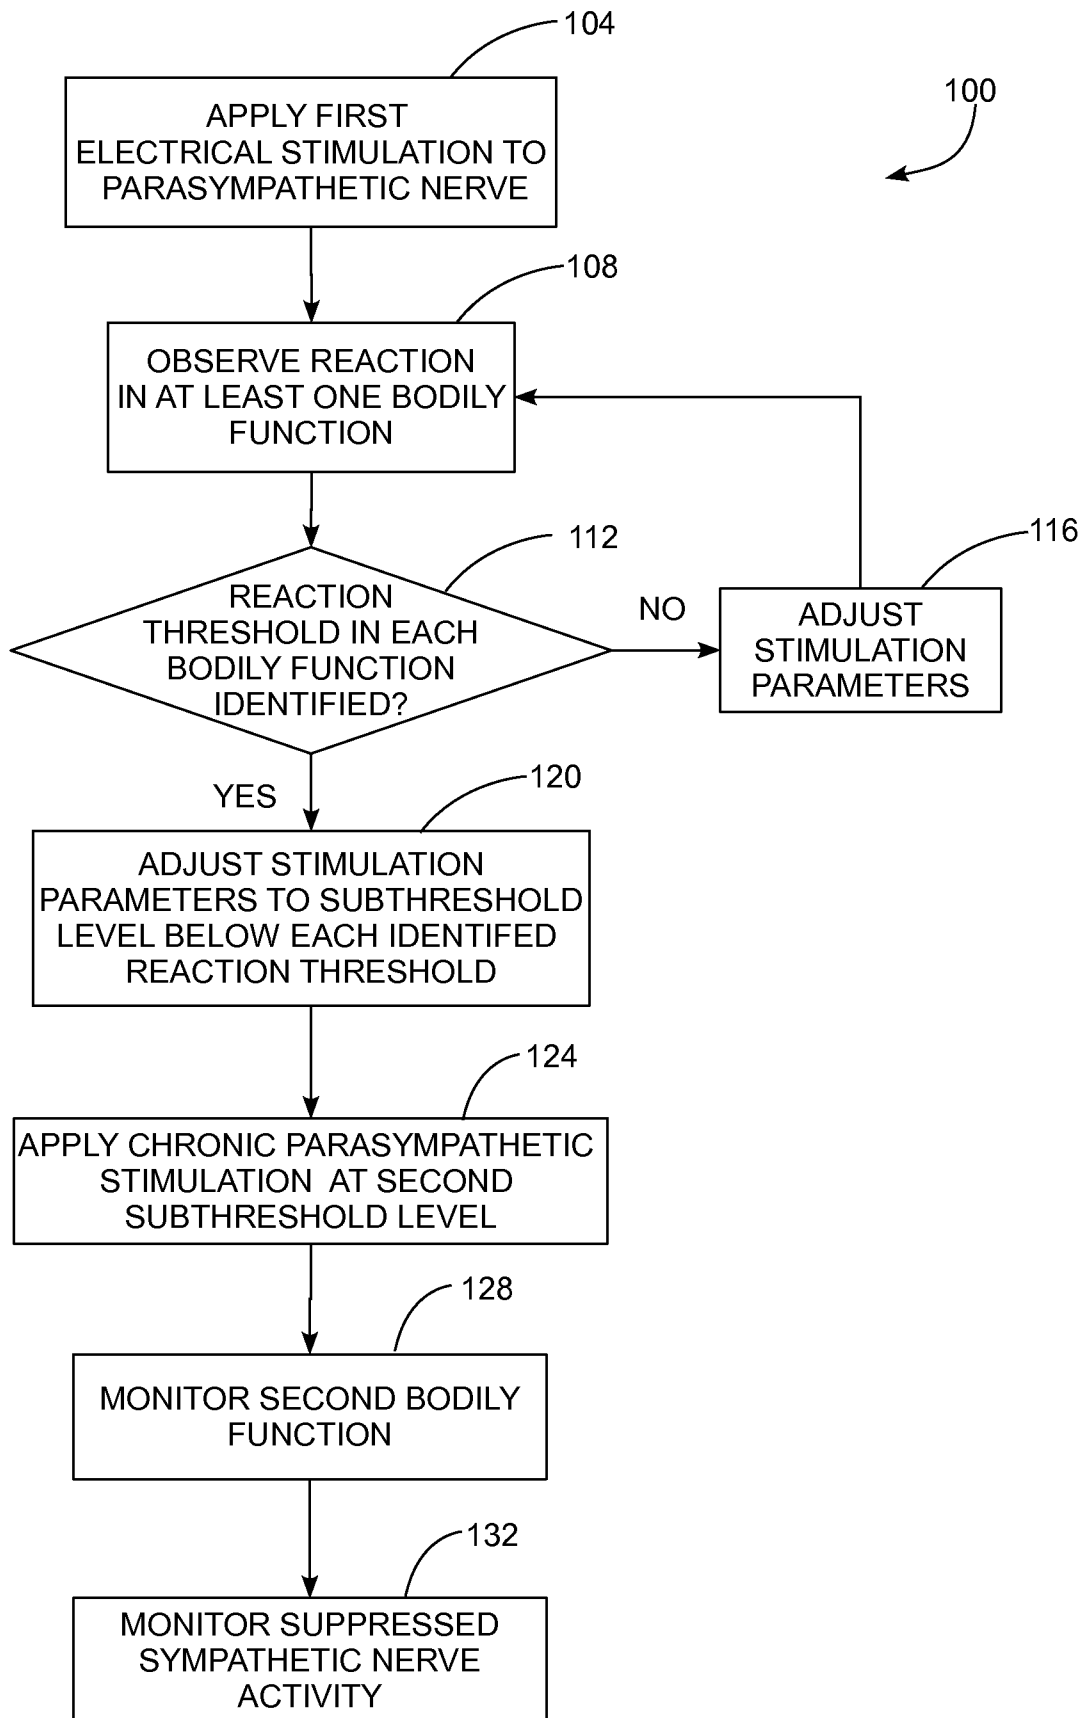 104
100
APPLY FIRST
ELECTRICAL STIMULATION TO
PARASYMPATHETIC NERVE
108
OBSERVE REACTION
IN AT LEAST ONE BODILY
FUNCTION
112
116
REACTION
THRESHOLD IN EACH
BODILY FUNCTION
IDENTIFIED?
NO
ADJUST
STIMULATION
PARAMETERS
YES
120
ADJUST STIMULATION
PARAMETERS TO SUBTHRESHOLD
LEVEL BELOW EACH IDENTIFED
REACTION THRESHOLD
124
APPLY CHRONIC PARASYMPATHETIC
STIMULATION AT SECOND
SUBTHRESHOLD LEVEL
128
MONITOR SECOND BODILY
FUNCTION
132
MONITOR SUPPRESSED
SYMPATHETIC NERVE
ACTIVITY